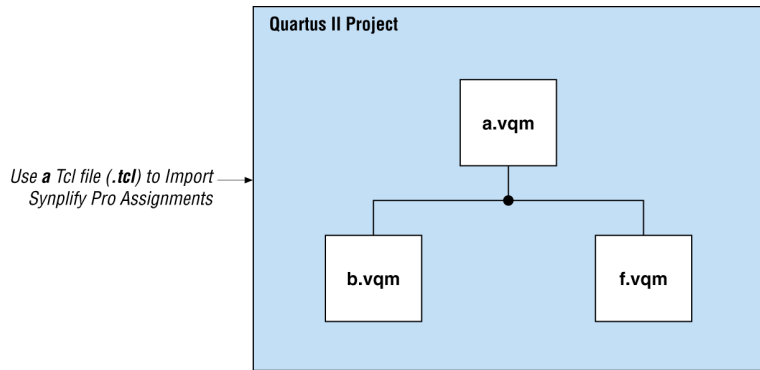 Quartus II Project
a.vqm
Use a Tcl file (.tcl) to Import
Synplify Pro Assignments
b.vqm
f.vqm